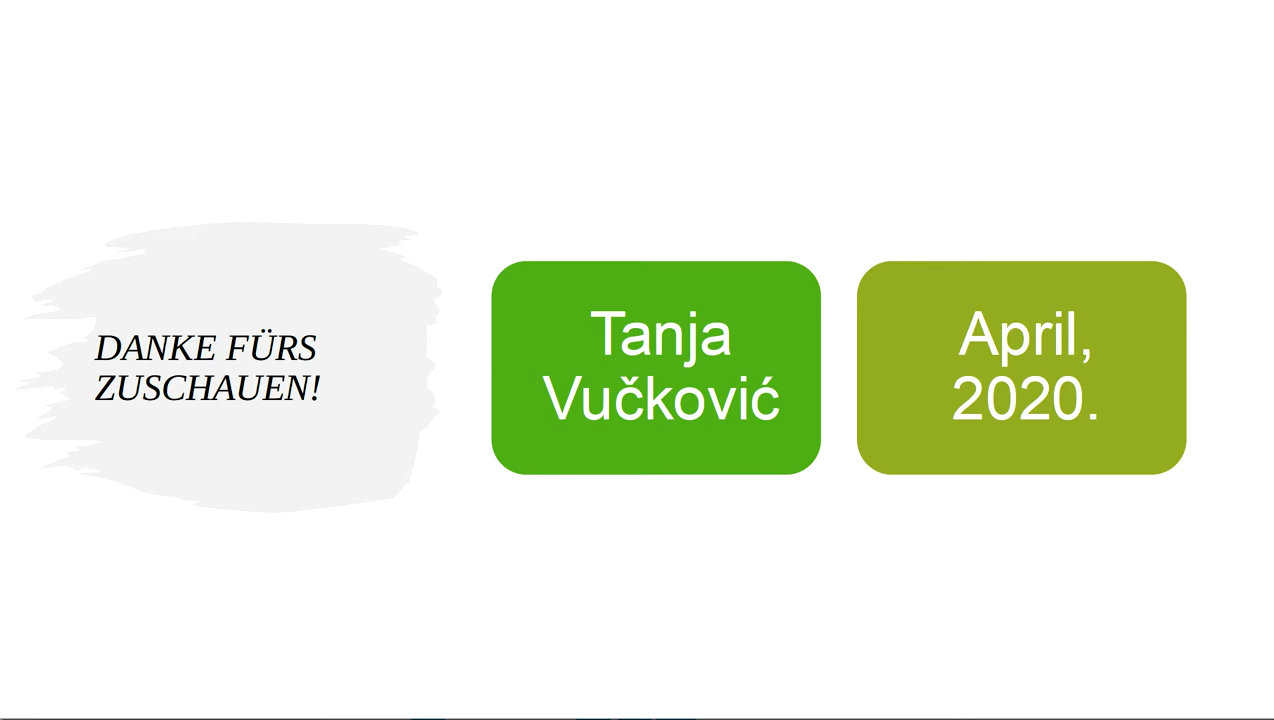 DANKE FÜRS
ZUSCHAUEN!
Tanja
Vučković
April,
2020.